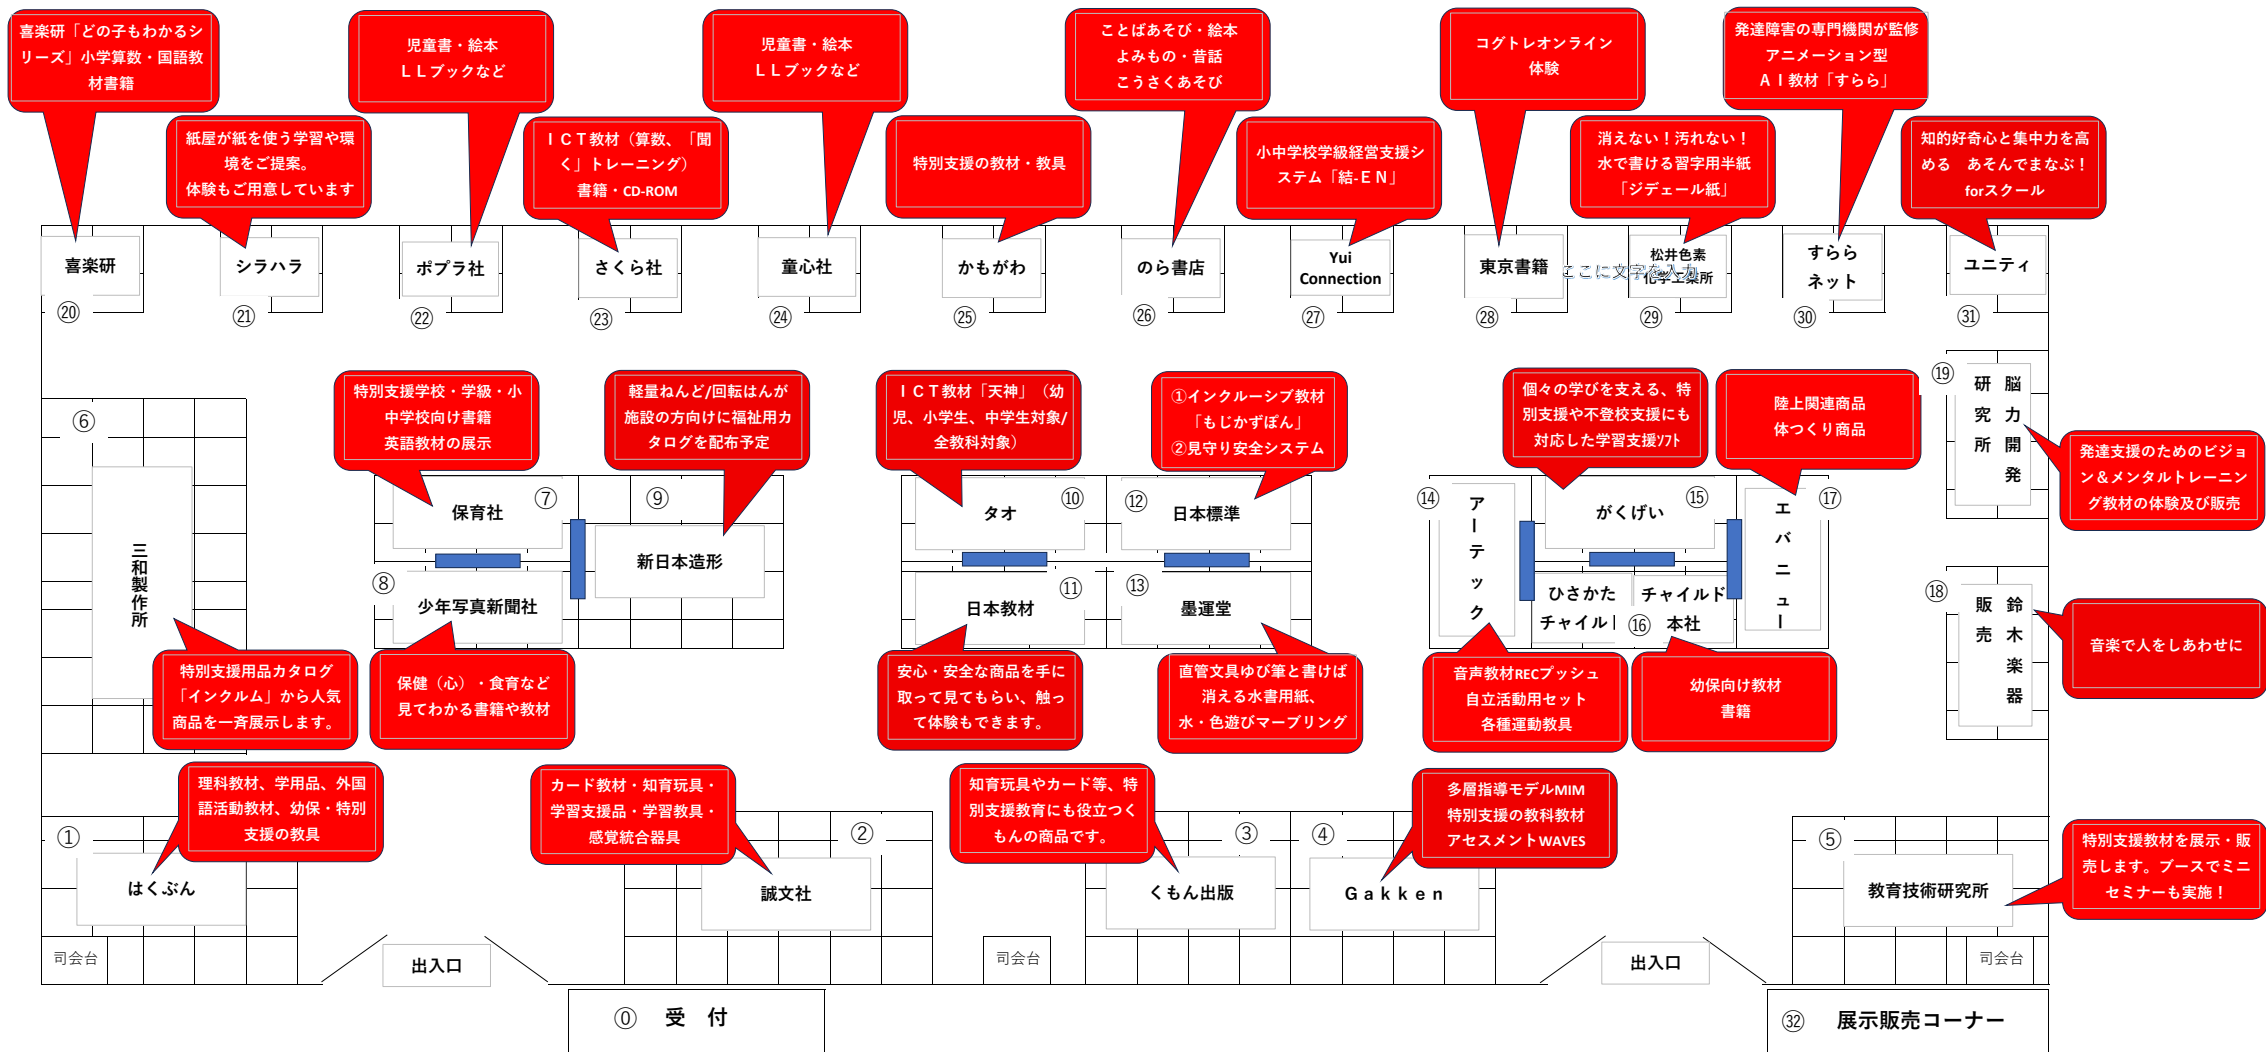 喜楽研「どの子もわかるシ
リーズ」小学算数・国語教
材書籍
児童書・絵本
ＬＬブックなど
児童書・絵本
ＬＬブックなど
ことばあそび・絵本
よみもの・昔話
こうさくあそび
コグトレオンライン
体験
発達障害の専門機関が監修
アニメーション型
ＡＩ教材「すらら」
紙屋が紙を使う学習や環
境をご提案。
体験もご用意しています
ＩＣＴ教材（算数、「聞
く」トレーニング）
書籍・CD-ROM
特別支援の教材・教具
小中学校学級経営支援シ
ステム「結-ＥＮ」
消えない！汚れない！
水で書ける習字用半紙
「ジデェール紙」
知的好奇心と集中力を高
める　あそんでまなぶ！
forスクール
喜楽研
シラハラ
ポプラ社
さくら社
童心社
かもがわ
のら書店
Yui
Connection
東京書籍
ここに文字を入力
松井色素
化学工業所
すらら
ネット
ユニティ
⑳
㉑
㉒
㉓
㉔
㉕
㉖
㉗
㉘
㉙
㉚
㉛
特別支援学校・学級・小
中学校向け書籍
英語教材の展示
軽量ねんど/回転はんが
施設の方向けに福祉用カ
タログを配布予定
ＩＣＴ教材「天神」（幼
児、小学生、中学生対象/
全教科対象）
①インクルーシブ教材
「もじかずぽん」
②見守り安全システム
個々の学びを支える、特
別支援や不登校支援にも
対応した学習支援ｿﾌﾄ
陸上関連商品
体つくり商品
⑲
脳力開発
研究所
発達支援のためのビジョ
ン＆メンタルトレーニン
グ教材の体験及び販売
⑥
三和製作所
⑦
保育社
⑨
新日本造形
⑧
少年写真新聞社
⑩
タオ
⑫
日本標準
⑪
日本教材
⑬
墨運堂
⑭
アーテック
⑮
がくげい
⑰
エバニュー
ひさかた
チャイルド
⑯
チャイルド
本社
⑱
鈴木楽器
販売
音楽で人をしあわせに
特別支援用品カタログ
「インクルム」から人気
商品を一斉展示します。
保健（心）・食育など
見てわかる書籍や教材
安心・安全な商品を手に
取って見てもらい、触っ
て体験もできます。
直管文具ゆび筆と書けば
消える水書用紙、
水・色遊びマーブリング
音声教材RECプッシュ
自立活動用セット
各種運動教具
幼保向け教材
書籍
理科教材、学用品、外国
語活動教材、幼保・特別
支援の教具
カード教材・知育玩具・
学習支援品・学習教具・
感覚統合器具
知育玩具やカード等、特
別支援教育にも役立つく
もんの商品です。
多層指導モデルMIM
特別支援の教科教材
アセスメントWAVES
特別支援教材を展示・販
売します。ブースでミニ
セミナーも実施！
①
はくぶん
②
誠文社
③
くもん出版
④
Ｇａｋｋｅｎ
⑤
教育技術研究所
司会台
出入口
司会台
出入口
司会台
⓪　受　付
㉜　展示販売コーナー